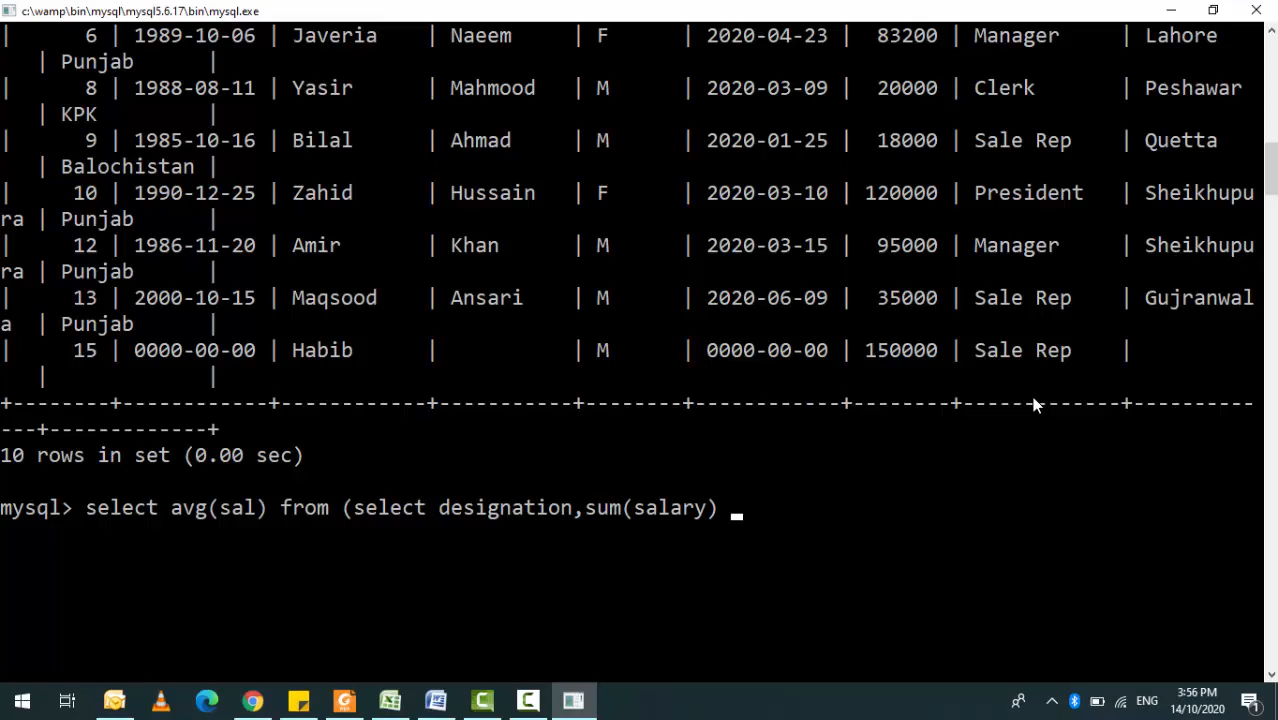 c:\wamp\bin\mysql\mysql5.6.17\bin\mysql.exe
|      6 | 1989-10-06 | Javeria    | Naeem     | F      | 2020-04-23 |  83200 | Manager     | Lahore
   | Punjab      |
|      8 | 1988-08-11 | Yasir      | Mahmood   | M      | 2020-03-09 |  20000 | Clerk       | Peshawar
   | KPK         |
|      9 | 1985-10-16 | Bilal      | Ahmad     | M      | 2020-01-25 |  18000 | Sale Rep    | Quetta
   | Balochistan |
|     10 | 1990-12-25 | Zahid      | Hussain   | F      | 2020-03-10 | 120000 | President   | Sheikhupu
ra | Punjab      |
|     12 | 1986-11-20 | Amir       | Khan      | M      | 2020-03-15 |  95000 | Manager     | Sheikhupu
ra | Punjab      |
|     13 | 2000-10-15 | Maqsood    | Ansari    | M      | 2020-06-09 |  35000 | Sale Rep    | Gujranwal
a  | Punjab      |
|     15 | 0000-00-00 | Habib      |           | M      | 0000-00-00 | 150000 | Sale Rep    |
   |             |
+--------+------------+------------+-----------+--------+------------+--------+-------------+----------
---+-------------+
10 rows in set (0.00 sec)
mysql> select avg(sal) from (select designation,sum(salary) _
ENG
3:56 PM
14/10/2020
1